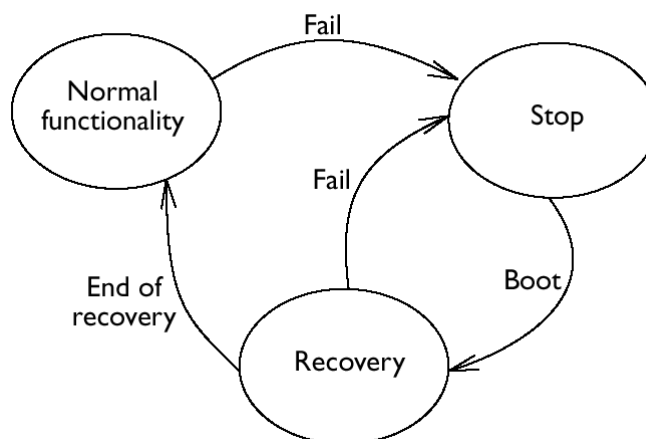 Fail
Normal
functionality
Stop
Fail
Boot
End of
recovery
Recovery